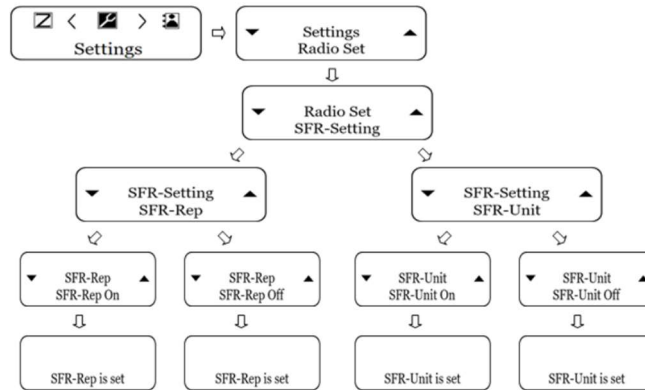 Z < >
Settings
Settings
Radio Set
Radio Set
SFR-Setting
SFR-Setting
SFR-Rep
SFR-Setting
SFR-Unit
SFR-Rep
SFR-Rep On
SFR-Rep
SFR-Rep Off
SFR-Unit
SFR-Unit On
SFR-Unit
SFR-Unit Off
SFR-Rep is set
SFR-Rep is set
SFR-Unit is set
SFR-Unit is set